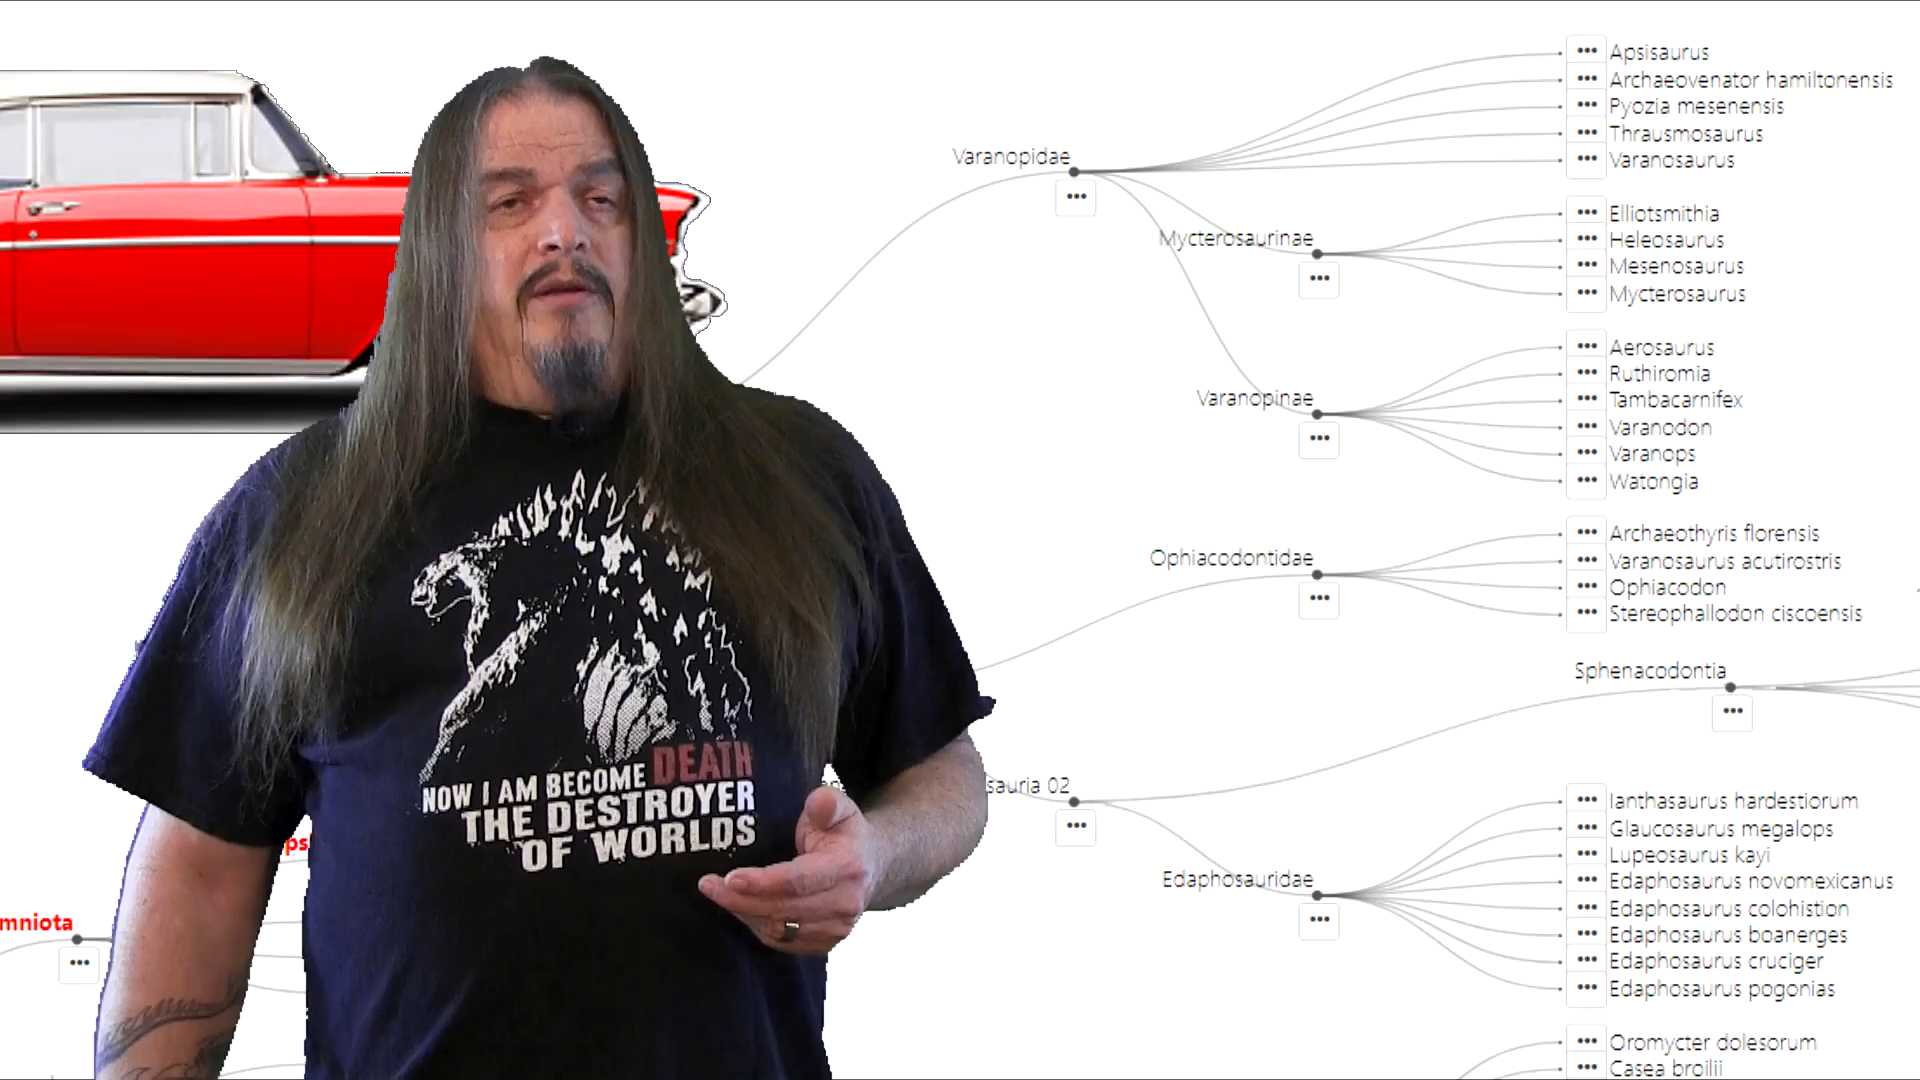 Apsisaurus
Archaeovenator hamiltonensis
Pyozia mesenensis
Thrausmosaurus
Varanosaurus
Varanopidae
Elliotsmithia
Heleosaurus
Mesenosaurus
Mycterosaurus
Mycterosaurinae
Aerosaurus
Ruthiromia
Tambacarnifex
Varanodon
Varanops
Watongia
Varanopinae
Archaeothyris florensis
Varanosaurus acutirostris
Ophiacodon
Stereophallodon ciscoensis
Ophiacodontidae
Sphenacodontia
sauria 02
Ianthasaurus hardestiorum
Glaucosaurus megalops
Lupeosaurus kayi
Edaphosaurus novomexicanus
Edaphosaurus colohistion
Edaphosaurus boanerges
Edaphosaurus cruciger
Edaphosaurus pogonias
Edaphosauridae
Oromycter dolesorum
Casea broilii
NOW I AM BECOME DEATH
THE DESTROYER
OF WORLDS
mniota